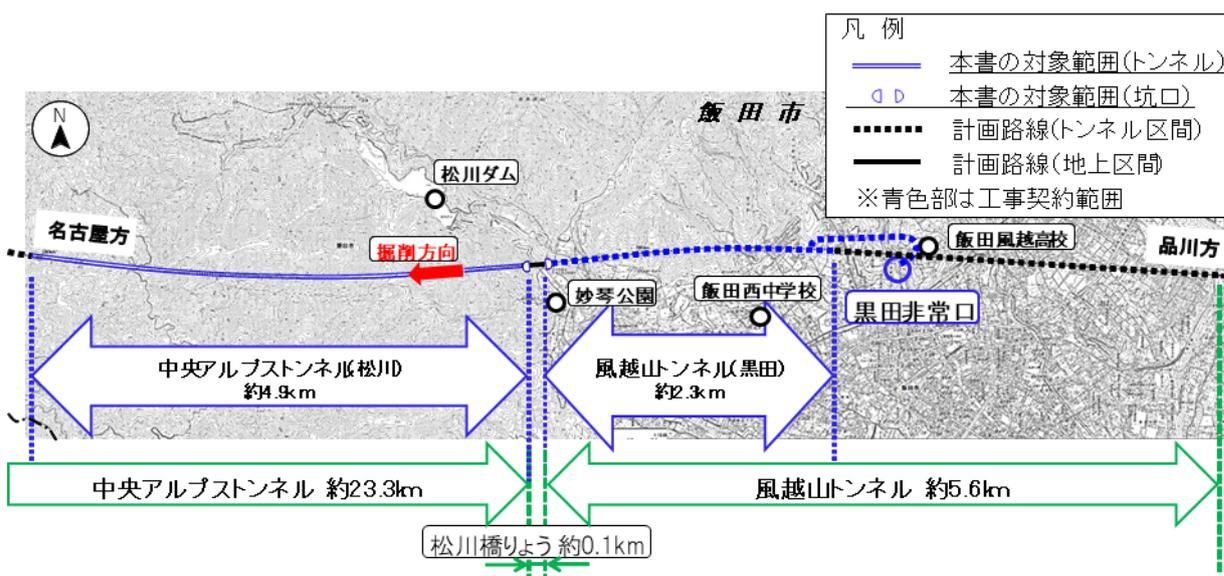 凡 例
本書の対象範囲(トンネル)
本書の対象範囲(坑口)
計画路線(トンネル区間)
計画路線(地上区間)
※青色部は工事契約範囲
N
飯田市
松川ダム
名古屋方
掘削方向
飯田風越高校
品川方
妙琴公園
飯田西中学校
黒田非常口
中央アルプストンネル(松川)
約4.9km
風越山トンネル(黒田)
約2.3km
中央アルプストンネル 約23.3km
風越山トンネル 約5.6km
松川橋りょう 約0.1km